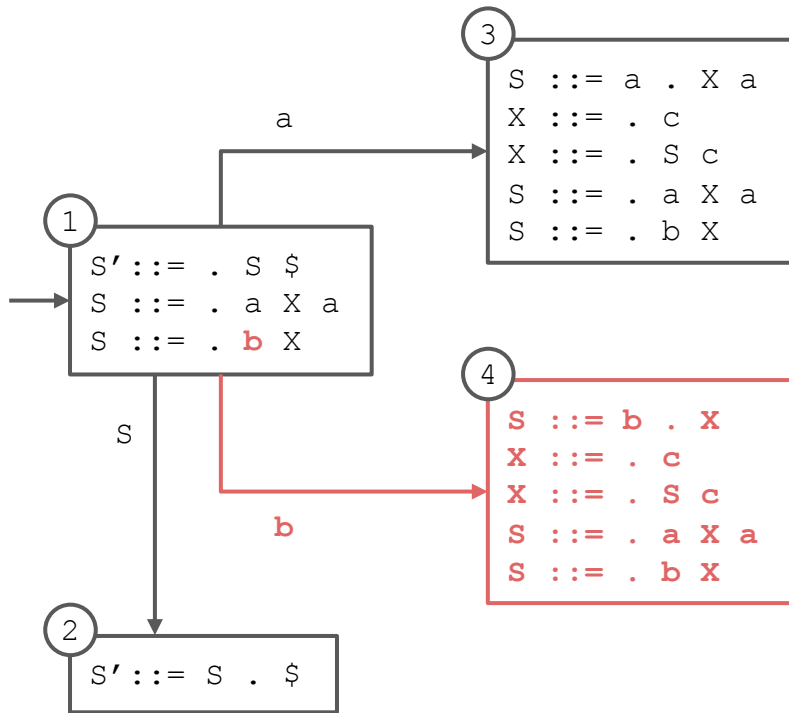 3
S ::= a . X a
X ::= . c
X ::= . S c
S ::= . a X a
S ::= . b X
a
1
S’::= . S $
S ::= . a X a
S ::= . b X
4
S ::= b . X
X ::= . c
X ::= . S c
S ::= . a X a
S ::= . b X
S
b
2
S’::= S . $